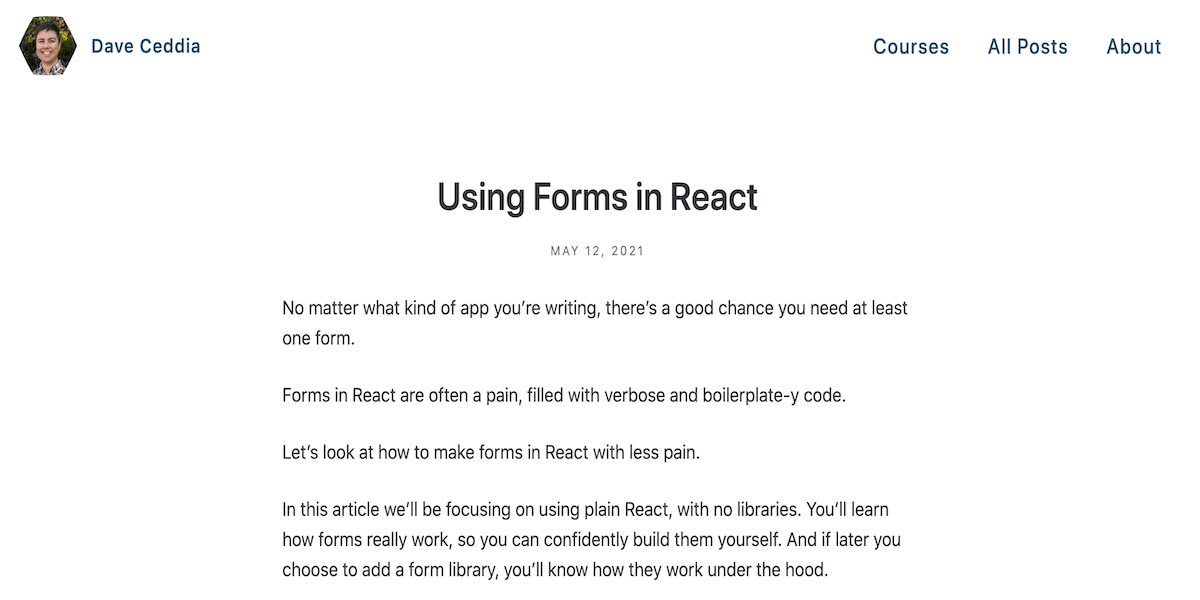 Dave Ceddia
Courses
All Posts
About
Using Forms in React
MAY 12, 2021
No matter what kind of app you’re writing, there’s a good chance you need at least
one form.
Forms in React are often a pain, filled with verbose and boilerplate-y code.
Let’s look at how to make forms in React with less pain.
In this article we’ll be focusing on using plain React, with no libraries. You’ll learn
how forms really work, so you can confidently build them yourself. And if later you
choose to add a form library, you’ll know how they work under the hood.